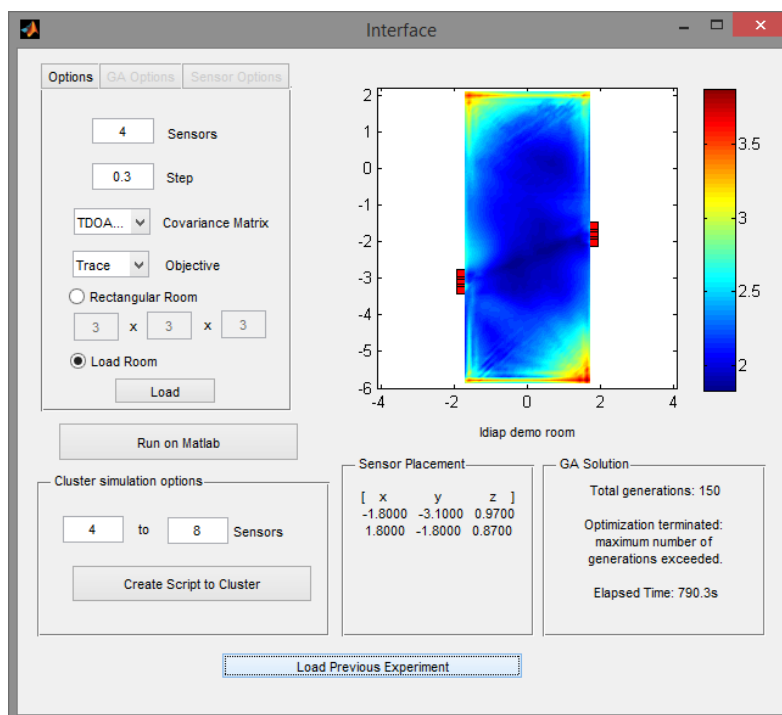 Interface
Options GA Options Sensor Options
4 Sensors
0.3 Step
TDOA... Covariance Matrix
Trace Objective
Rectangular Room
3 x 3 x 3
Load Room
Load
Run on Matlab
Cluster simulation options
4 to 8 Sensors
Create Script to Cluster
2
1
0
-1
-2
-3
-4
-5
-6
-4 -2 0 2 4
Idiap demo room
3.5
3
2.5
2
Sensor Placement
[ x y z ]
-1.8000 -3.1000 0.9700
1.8000 -1.8000 0.8700
GA Solution
Total generations: 150
Optimization terminated:
maximum number of
generations exceeded.
Elapsed Time: 790.3s
Load Previous Experiment